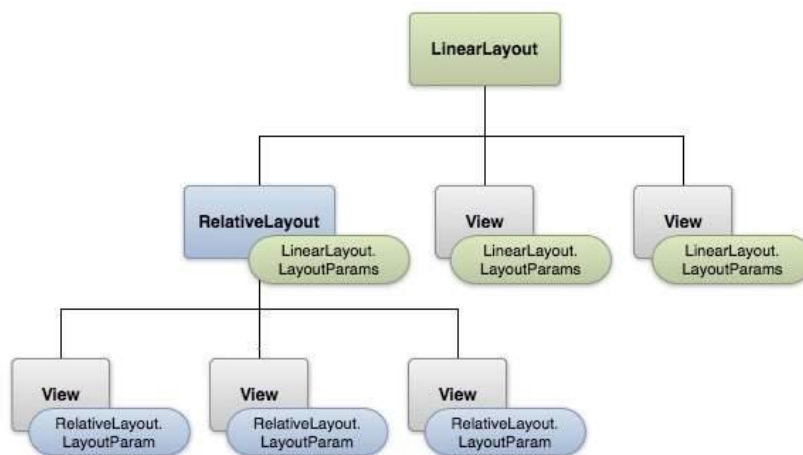 LinearLayout
RelativeLayout
LinearLayout.
LayoutParams
View
LinearLayout.
LayoutParams
View
LinearLayout.
LayoutParams
View
RelativeLayout.
LayoutParam
View
RelativeLayout.
LayoutParam
View
RelativeLayout.
LayoutParam